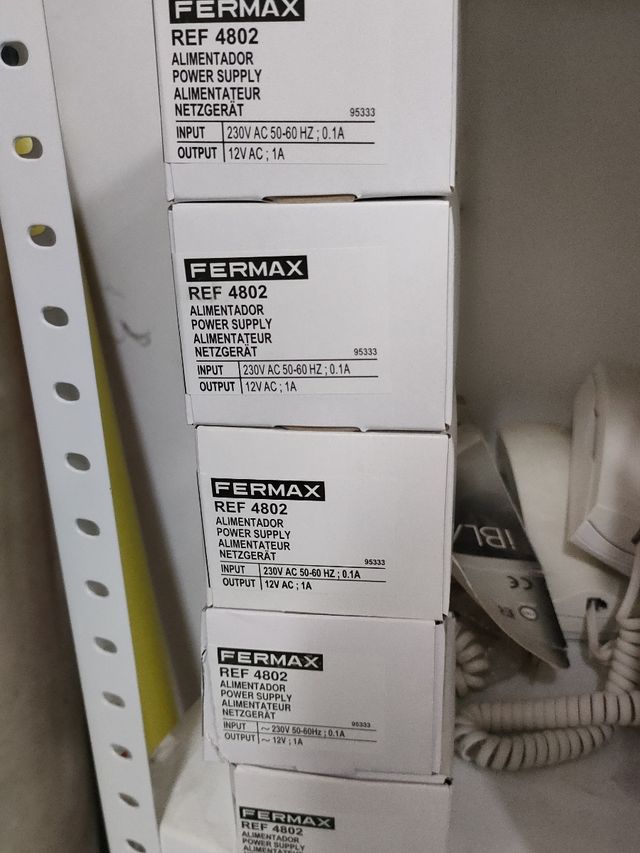 FERMAX
REF 4802
ALIMENTADOR
POWER SUPPLY
ALIMENTATEUR
NETZGERÄT
95333
INPUT 230V AC 50-60 HZ ; 0.1A
OUTPUT 12V AC ; 1A
FERMAX
REF 4802
ALIMENTADOR
POWER SUPPLY
ALIMENTATEUR
NETZGERÄT
95333
INPUT 230V AC 50-60 HZ ; 0.1A
OUTPUT 12V AC ; 1A
FERMAX
REF 4802
ALIMENTADOR
POWER SUPPLY
ALIMENTATEUR
NETZGERÄT
95333
INPUT 230V AC 50-60 HZ ; 0.1A
OUTPUT 12V AC ; 1A
FERMAX
REF 4802
ALIMENTADOR
POWER SUPPLY
ALIMENTATEUR
NETZGERÄT
95333
INPUT ~ 230V 50-60Hz ; 0.1A
OUTPUT ~ 12V ; 1A
FERMAX
REF 4802
ALIMENTADOR
POWER SUPPLY
iBL
CE